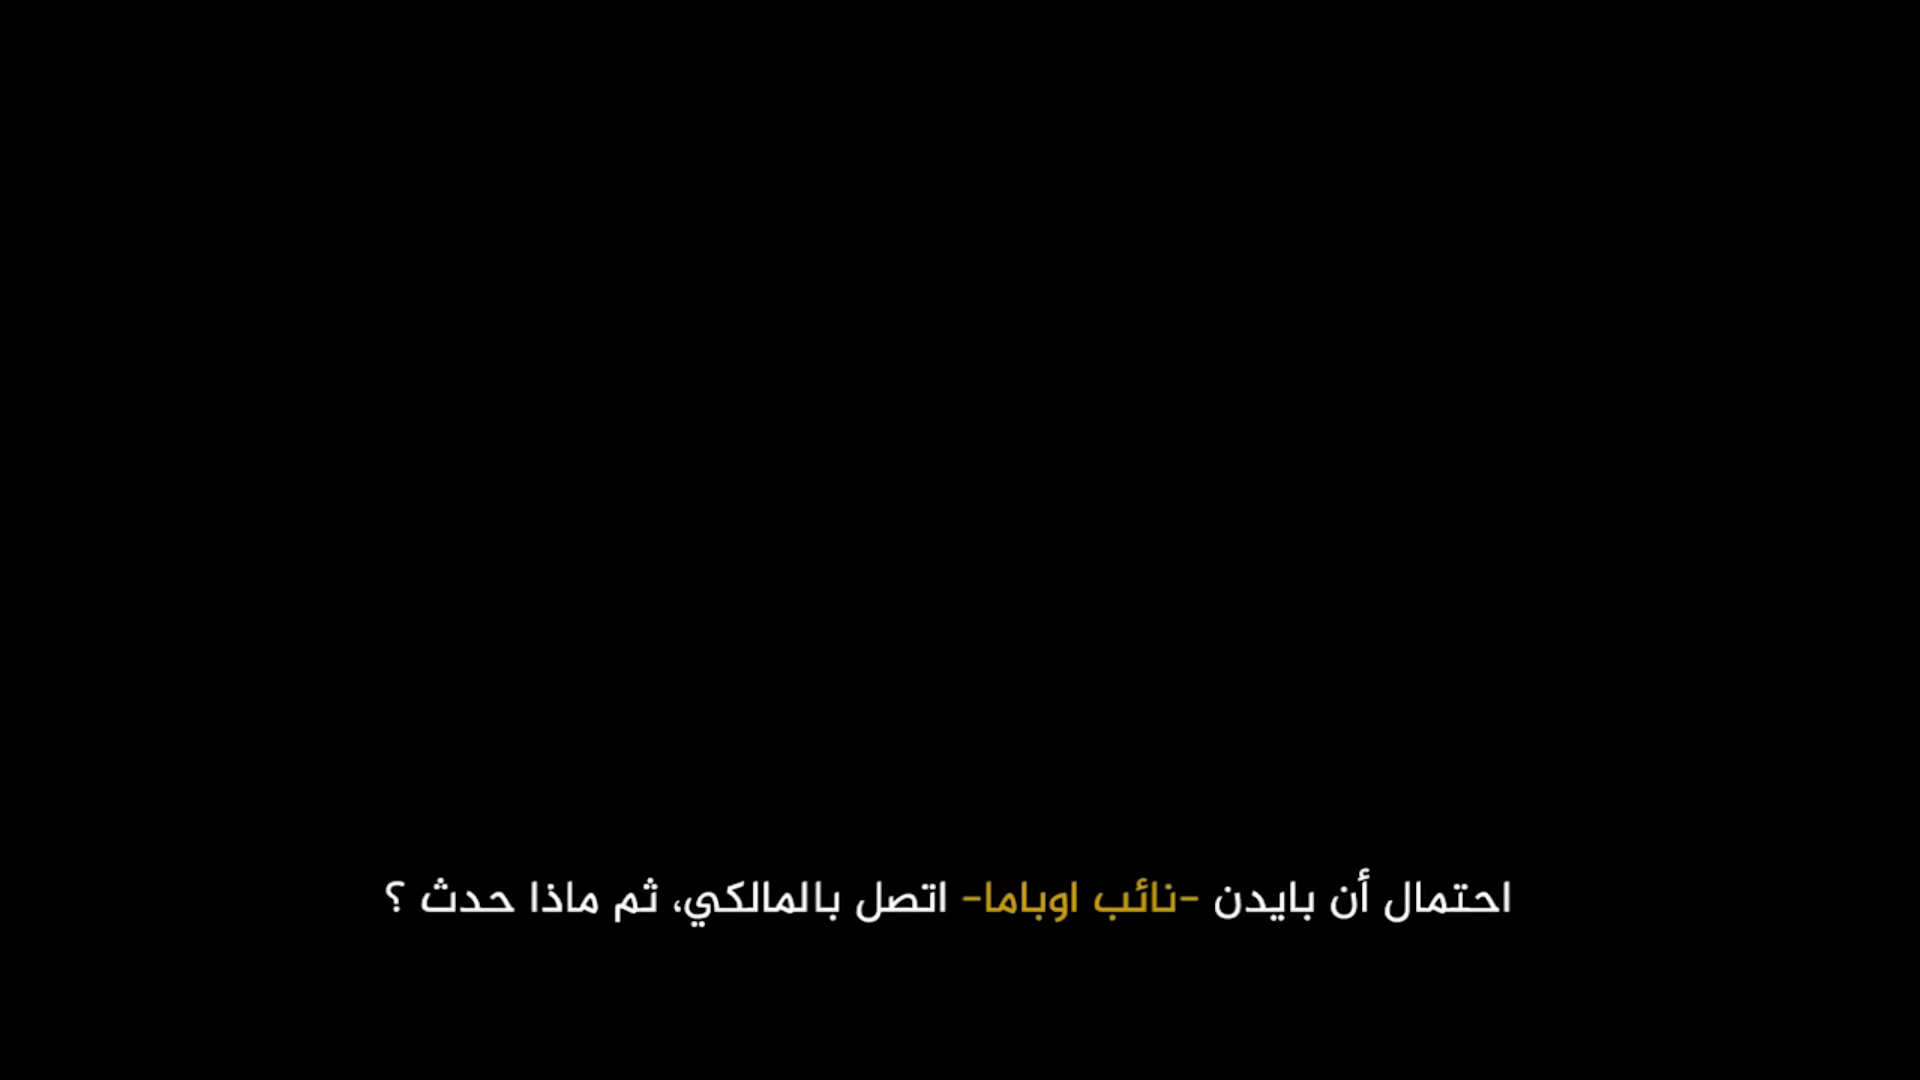 احتمال أن بايدن -نائب اوباما- اتصل بالمالكي، ثم ماذا حدث ؟